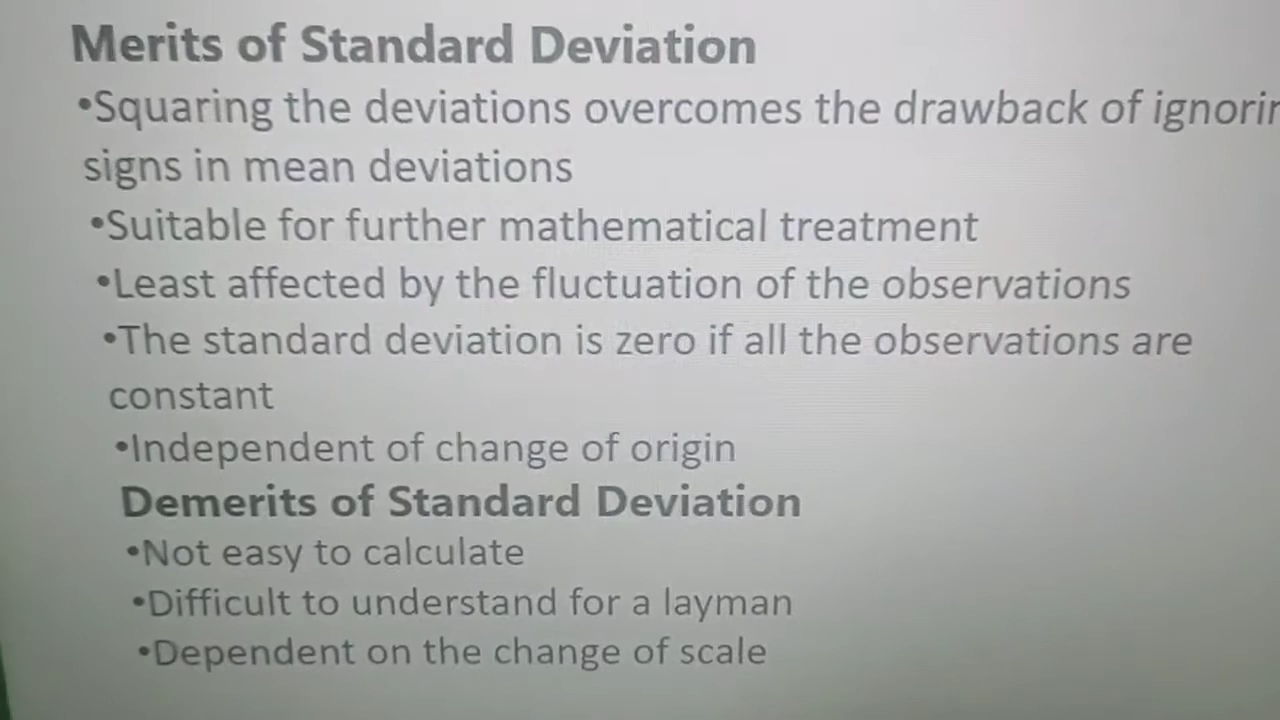 Merits of Standard Deviation
•Squaring the deviations overcomes the drawback of
signs in mean deviations
•Suitable for further mathematical treatment
•Least affected by the fluctuation of the observations
•The standard deviation is zero if all the observations are
constant
•Independent of change of origin
Demerits of Standard Deviation
•Not easy to calculate
•Difficult to understand for a layman
•Dependent on the change of scale